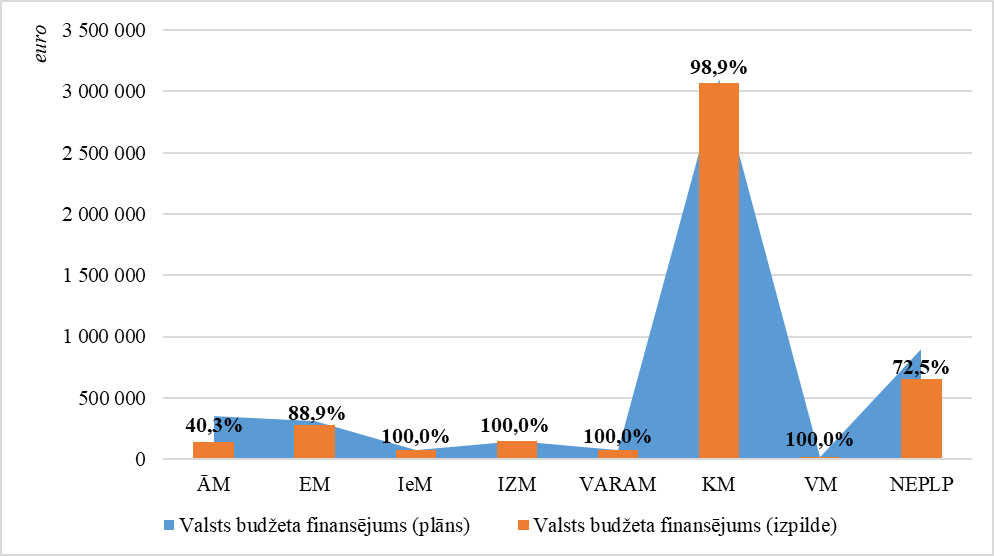 euro
3 500 000
3 000 000
2 500 000
2 000 000
1 500 000
1 000 000
500 000
0
40,3%
88,9%
100,0%
100,0%
100,0%
98,9%
100,0%
72,5%
ĀM EM IeM IZM VARAM KM VM NEPLP
Valsts budžeta finansējums (plāns) Valsts budžeta finansējums (izpilde)